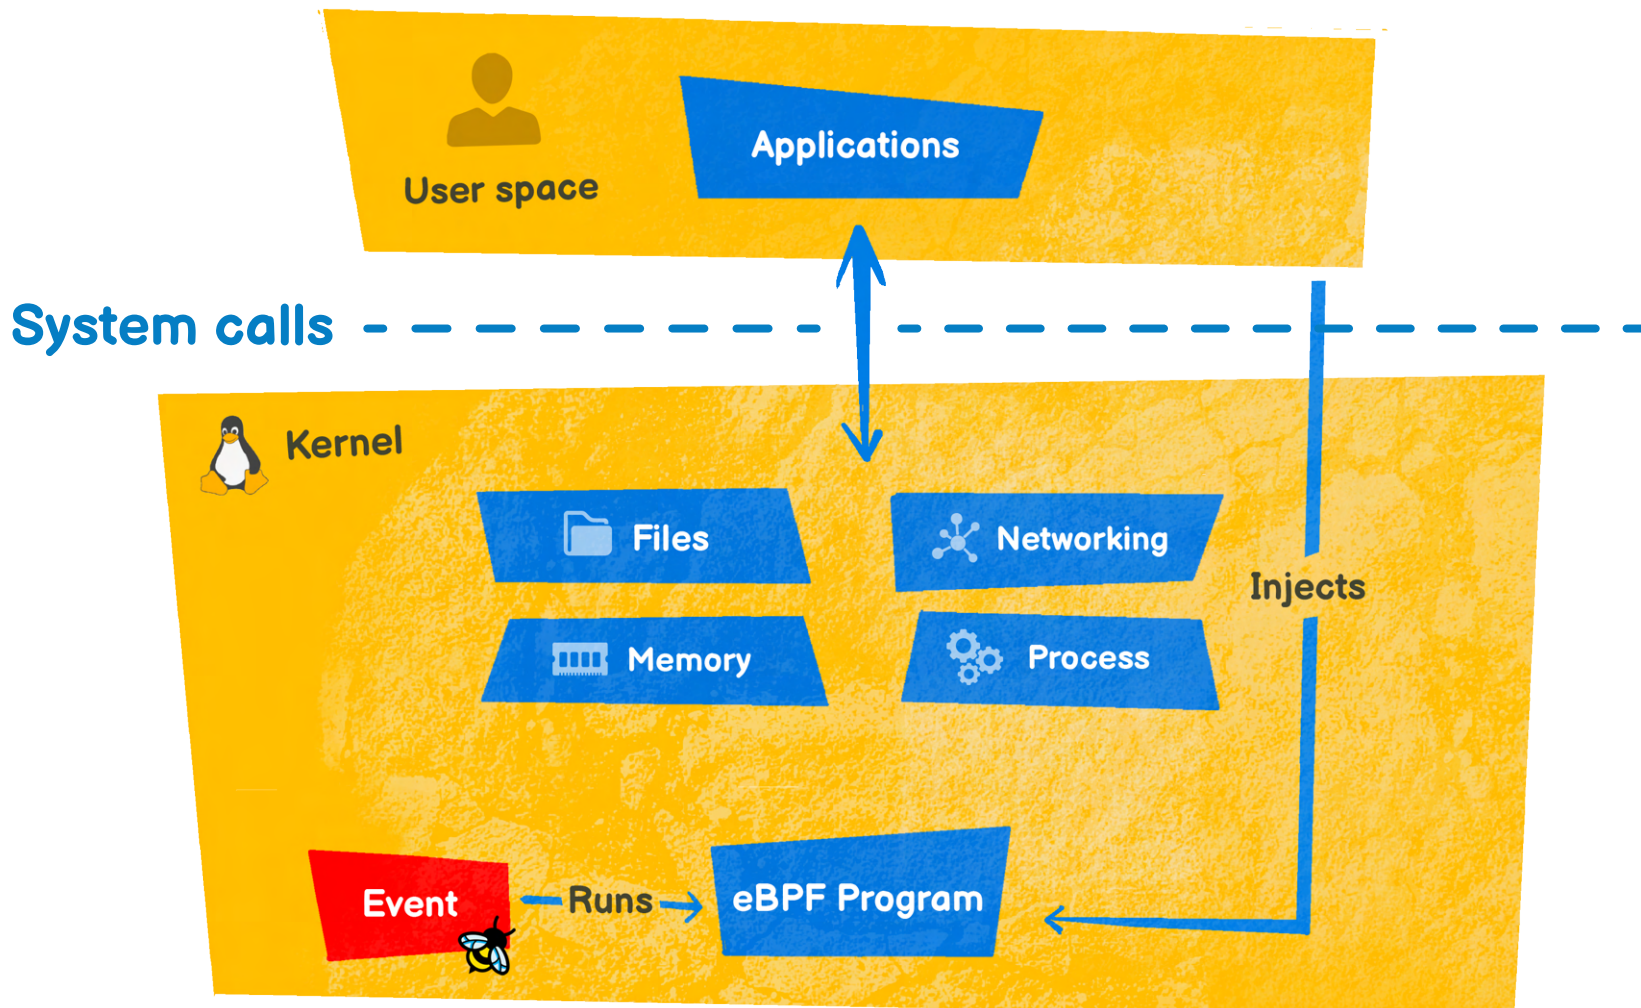 Applications
User space
System calls
Kernel
Files
Networking
Injects
Memory
Process
Event
Runs
eBPF Program